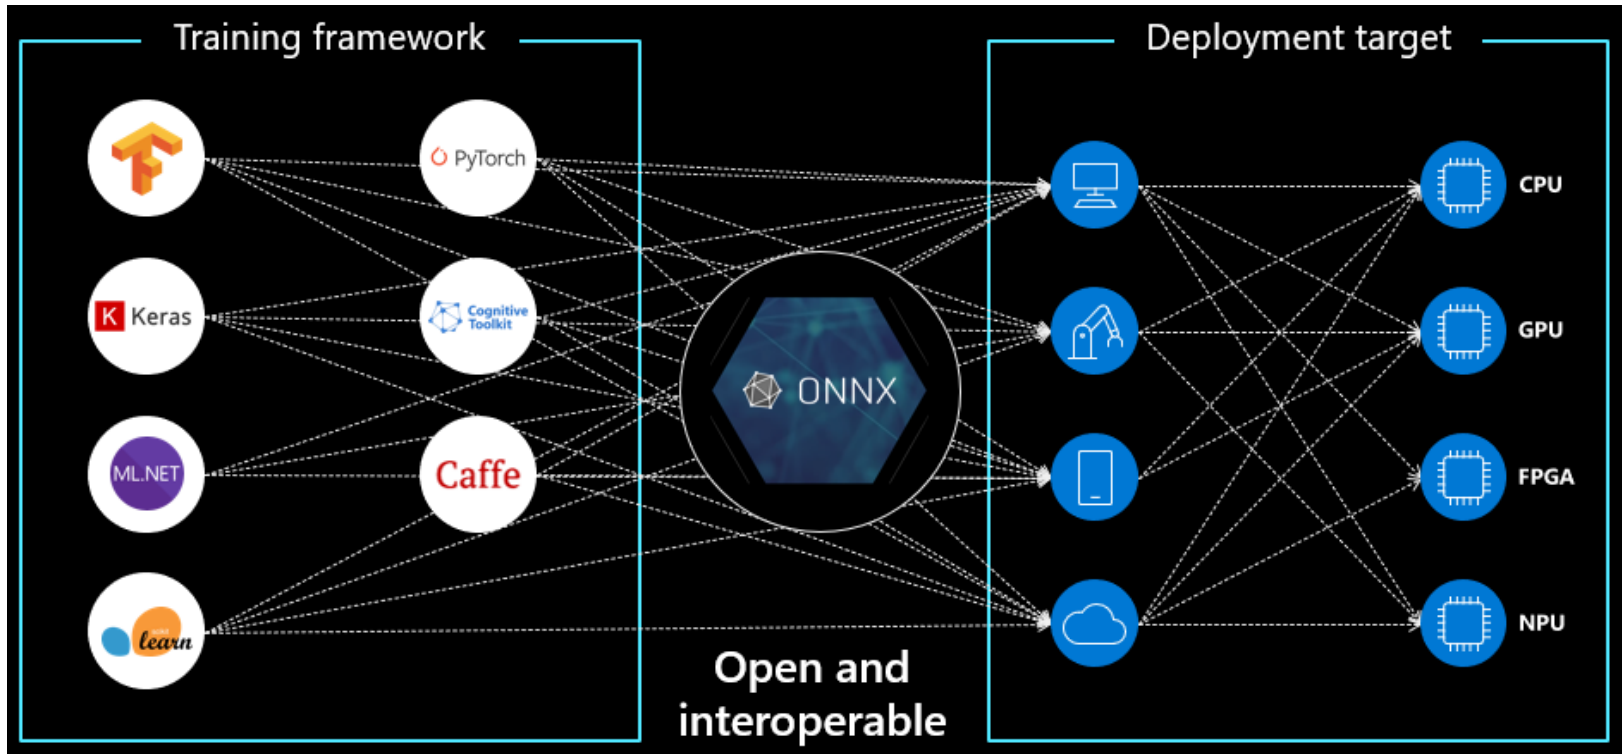 Training framework
Deployment target
PyTorch
K Keras
Cognitive
Toolkit
ML.NET
Caffe
learn
ONNX
Open and
interoperable
CPU
GPU
FPGA
NPU